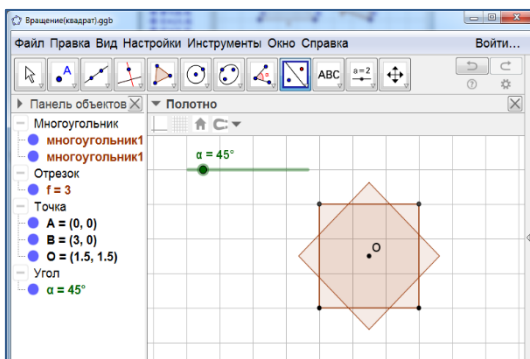 Вращение(квадрат).ggb
Файл Правка Вид Настройки Инструменты Окно Справка Войти...
ABC a=2
Панель объектов
Полотно
Многоугольник
многоугольник1
многоугольник1
Отрезок
f = 3
Точка
A = (0, 0)
B = (3, 0)
O = (1.5, 1.5)
Угол
α = 45°
α = 45°
O